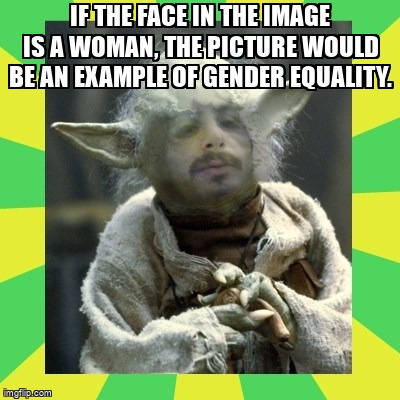 IF THE FACE IN THE IMAGE
IS A WOMAN, THE PICTURE WOULD
BE AN EXAMPLE OF GENDER EQUALITY.
imgflip.com